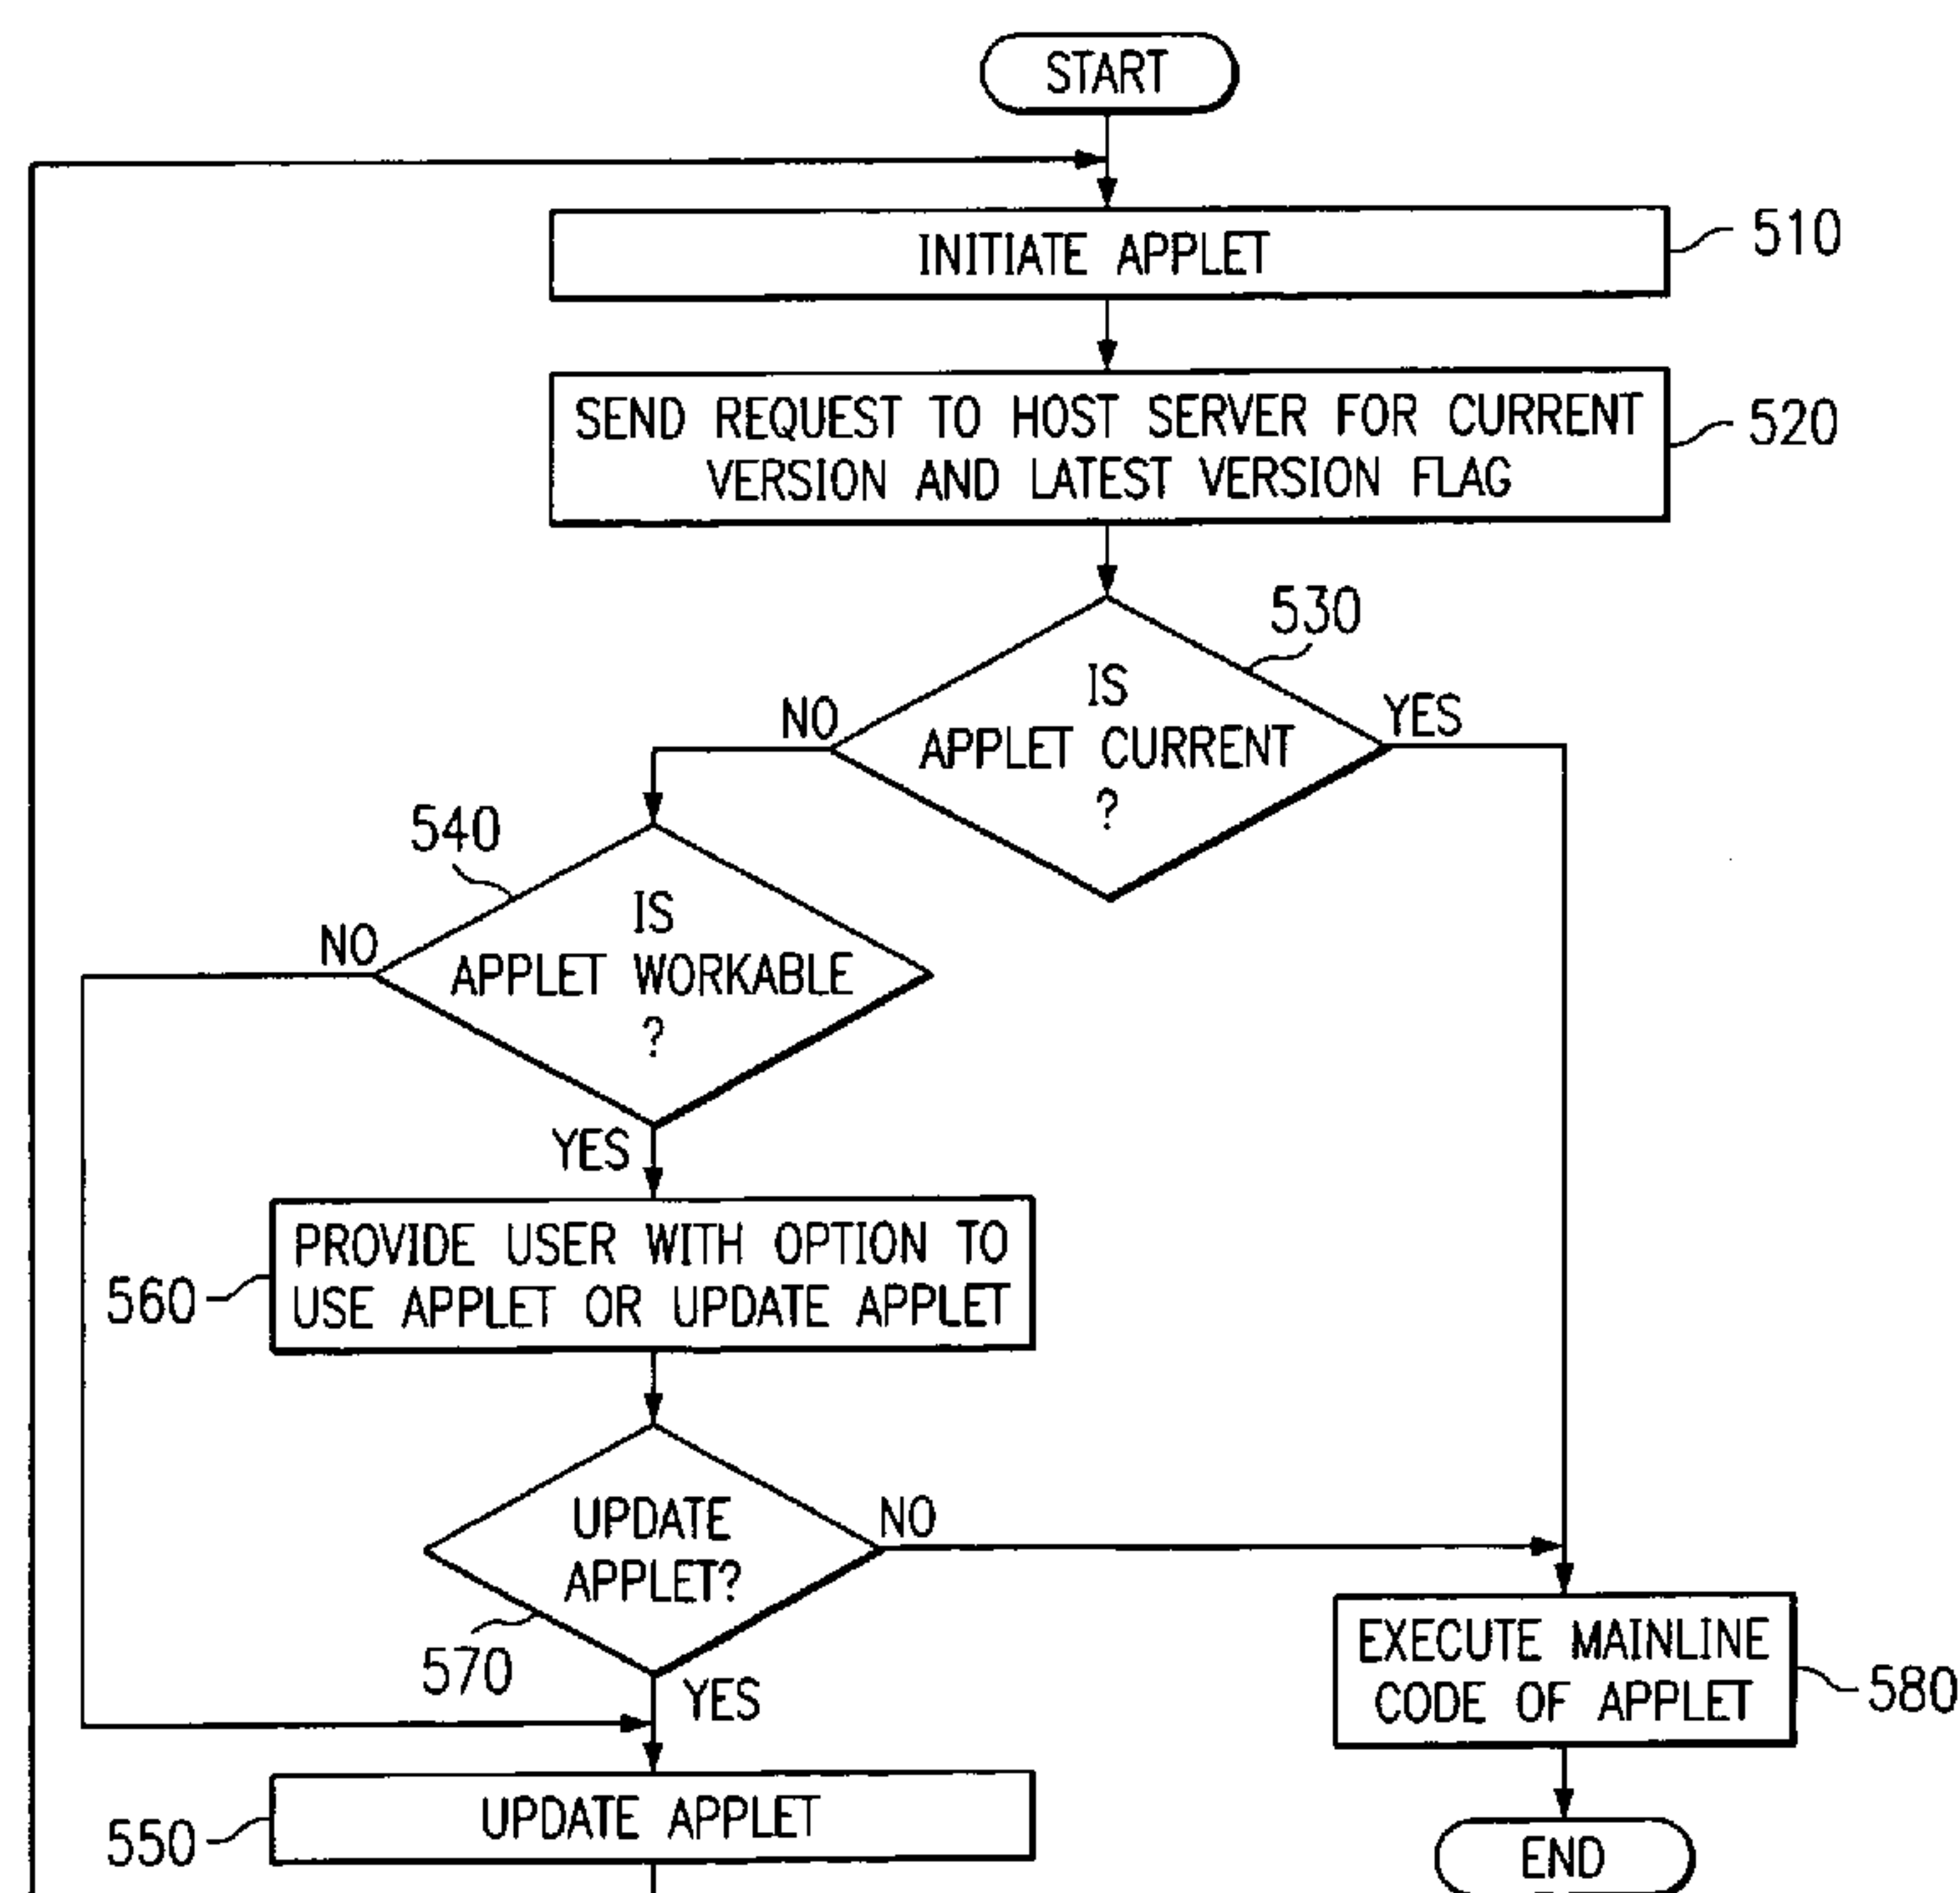 START
INITIATE APPLET
510
SEND REQUEST TO HOST SERVER FOR CURRENT
VERSION AND LATEST VERSION FLAG
520
530
IS
APPLET CURRENT
?
NO
YES
540
IS
APPLET WORKABLE
?
NO
YES
PROVIDE USER WITH OPTION TO
USE APPLET OR UPDATE APPLET
560
UPDATE
APPLET?
NO
570
YES
EXECUTE MAINLINE
CODE OF APPLET
580
UPDATE APPLET
550
END